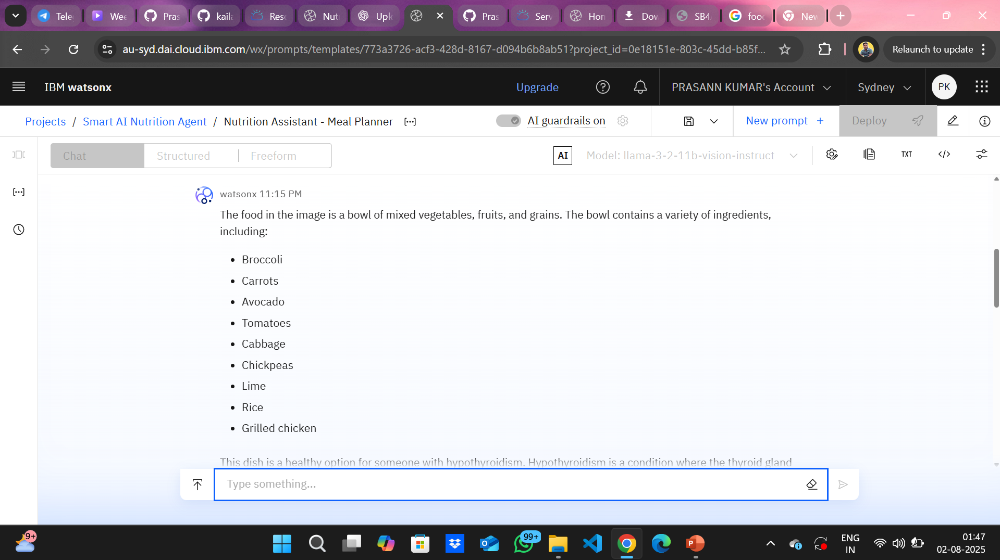 Tele
Wee
Pras
kaila
Reso
Nut
Uplo
Pras
Serv
Hom
Dow
SB4
food
New
au-syd.dai.cloud.ibm.com/wx/prompts/templates/773a3726-acf3-428d-8167-d094b6b8ab51?project_id=0e18151e-803c-45dd-b85f...
Relaunch to update
IBM watsonx
Upgrade
PRASANN KUMAR's Account
Sydney
PK
Projects / Smart AI Nutrition Agent / Nutrition Assistant - Meal Planner
AI guardrails on
New prompt +
Deploy
Chat
Structured
Freeform
AI
Model: llama-3-2-11b-vision-instruct
TXT
watsonx 11:15 PM
The food in the image is a bowl of mixed vegetables, fruits, and grains. The bowl contains a variety of ingredients,
including:
• Broccoli
• Carrots
• Avocado
• Tomatoes
• Cabbage
• Chickpeas
• Lime
• Rice
• Grilled chicken
This dish is a healthy option for someone with hypothyroidism. Hypothyroidism is a condition where the thyroid gland
Type something...
9+
99+
ENG
IN
01:47
02-08-2025